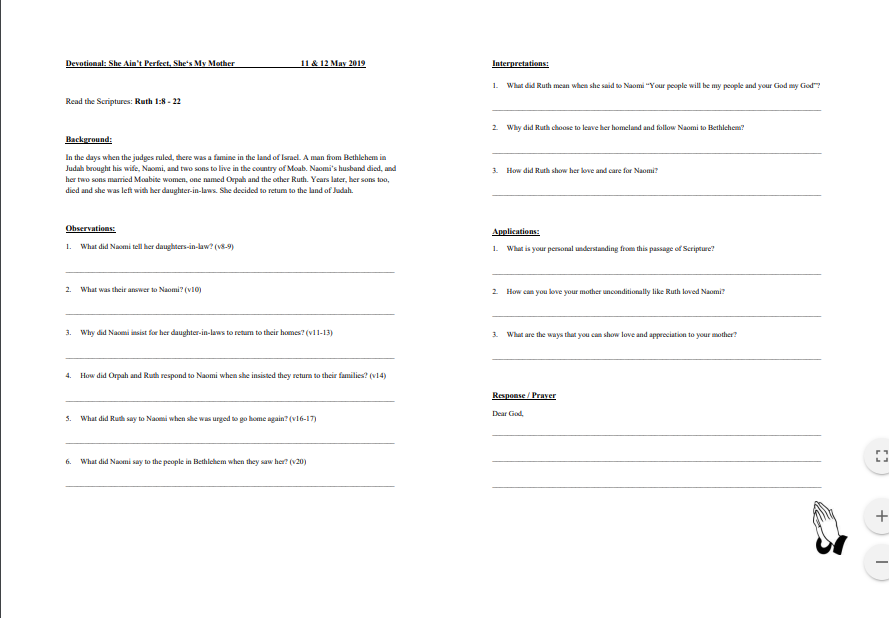 Devotional: She Ain't Perfect, She's My Mother 11 & 12 May 2019
Read the Scriptures: Ruth 1:8 - 22
Background:
In the days when the judges ruled, there was a famine in the land of Israel. A man from Bethlehem in
Judah brought his wife, Naomi, and two sons to live in the country of Moab. Naomi's husband died, and
her two sons married Moabite women, one named Orpah and the other Ruth. Years later, her sons too,
died and she was left with her daughter-in-laws. She decided to return to the land of Judah.
Observations:
1. What did Naomi tell her daughters-in-law? (v8-9)
2. What was their answer to Naomi? (v10)
3. Why did Naomi insist for her daughter-in-laws to return to their homes? (v11-13)
4. How did Orpah and Ruth respond to Naomi when she insisted they return to their families? (v14)
5. What did Ruth say to Naomi when she was urged to go home again? (v16-17)
6. What did Naomi say to the people in Bethlehem when they saw her? (v20)
Interpretations:
1. What did Ruth mean when she said to Naomi "Your people will be my people and your God my God"?
2. Why did Ruth choose to leave her homeland and follow Naomi to Bethlehem?
3. How did Ruth show her love and care for Naomi?
Applications:
1. What is your personal understanding from this passage of Scripture?
2. How can you love your mother unconditionally like Ruth loved Naomi?
3. What are the ways that you can show love and appreciation to your mother?
Response / Prayer
Dear God,